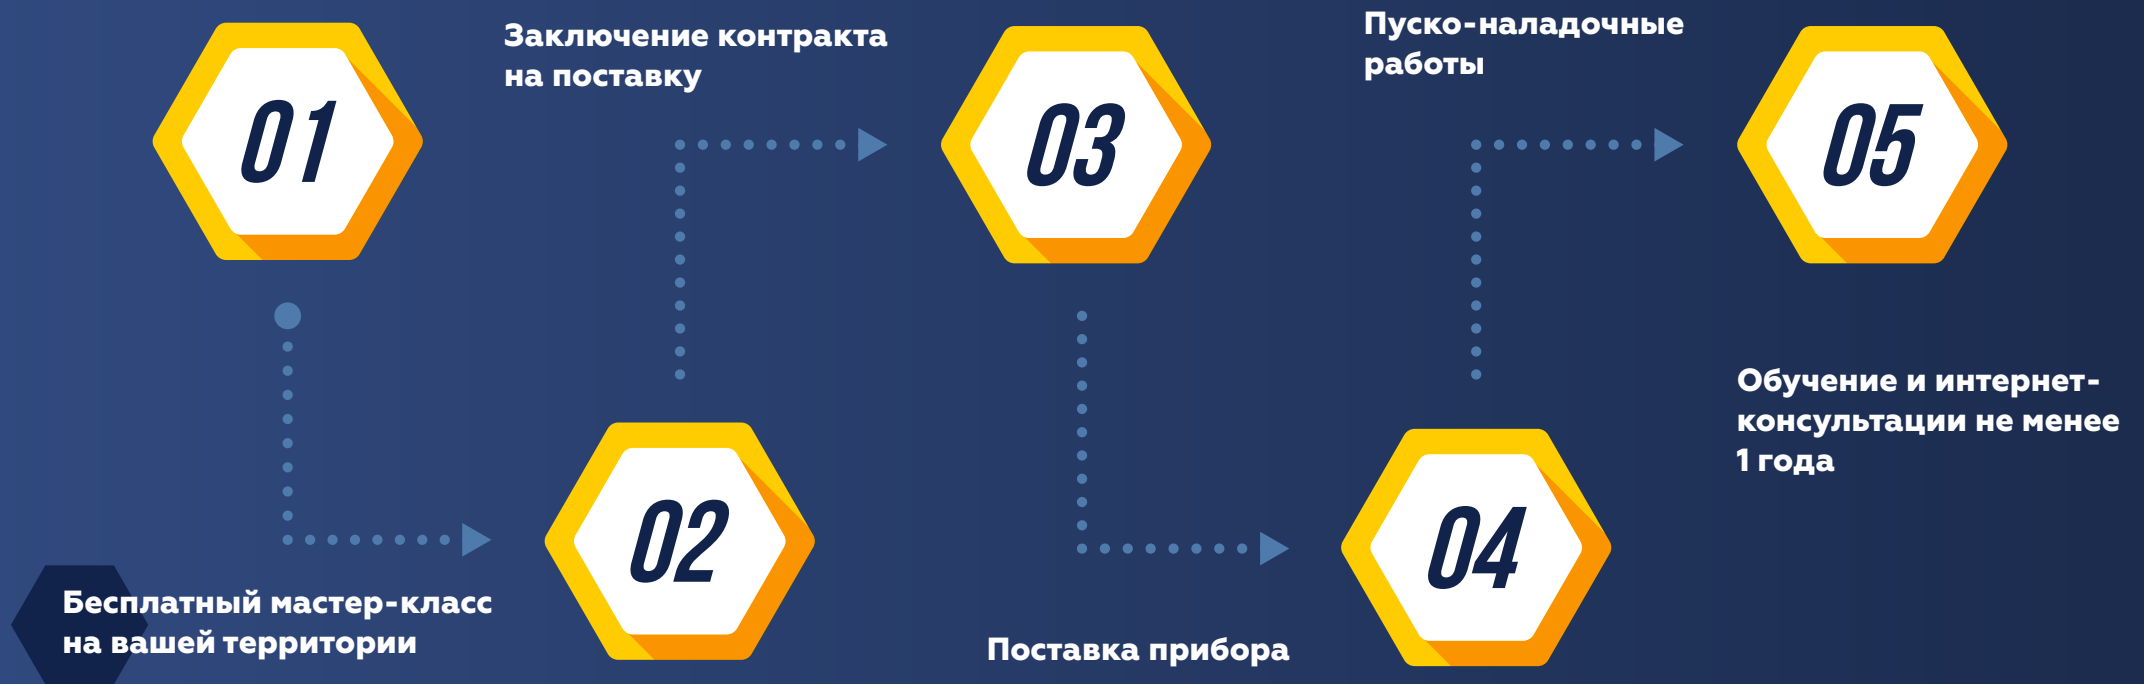 01
Бесплатный мастер-класс
на вашей территории
02
Заключение контракта
на поставку
03
Поставка прибора
04
Пуско-наладочные
работы
05
Обучение и интернет-
консультации не менее
1 года